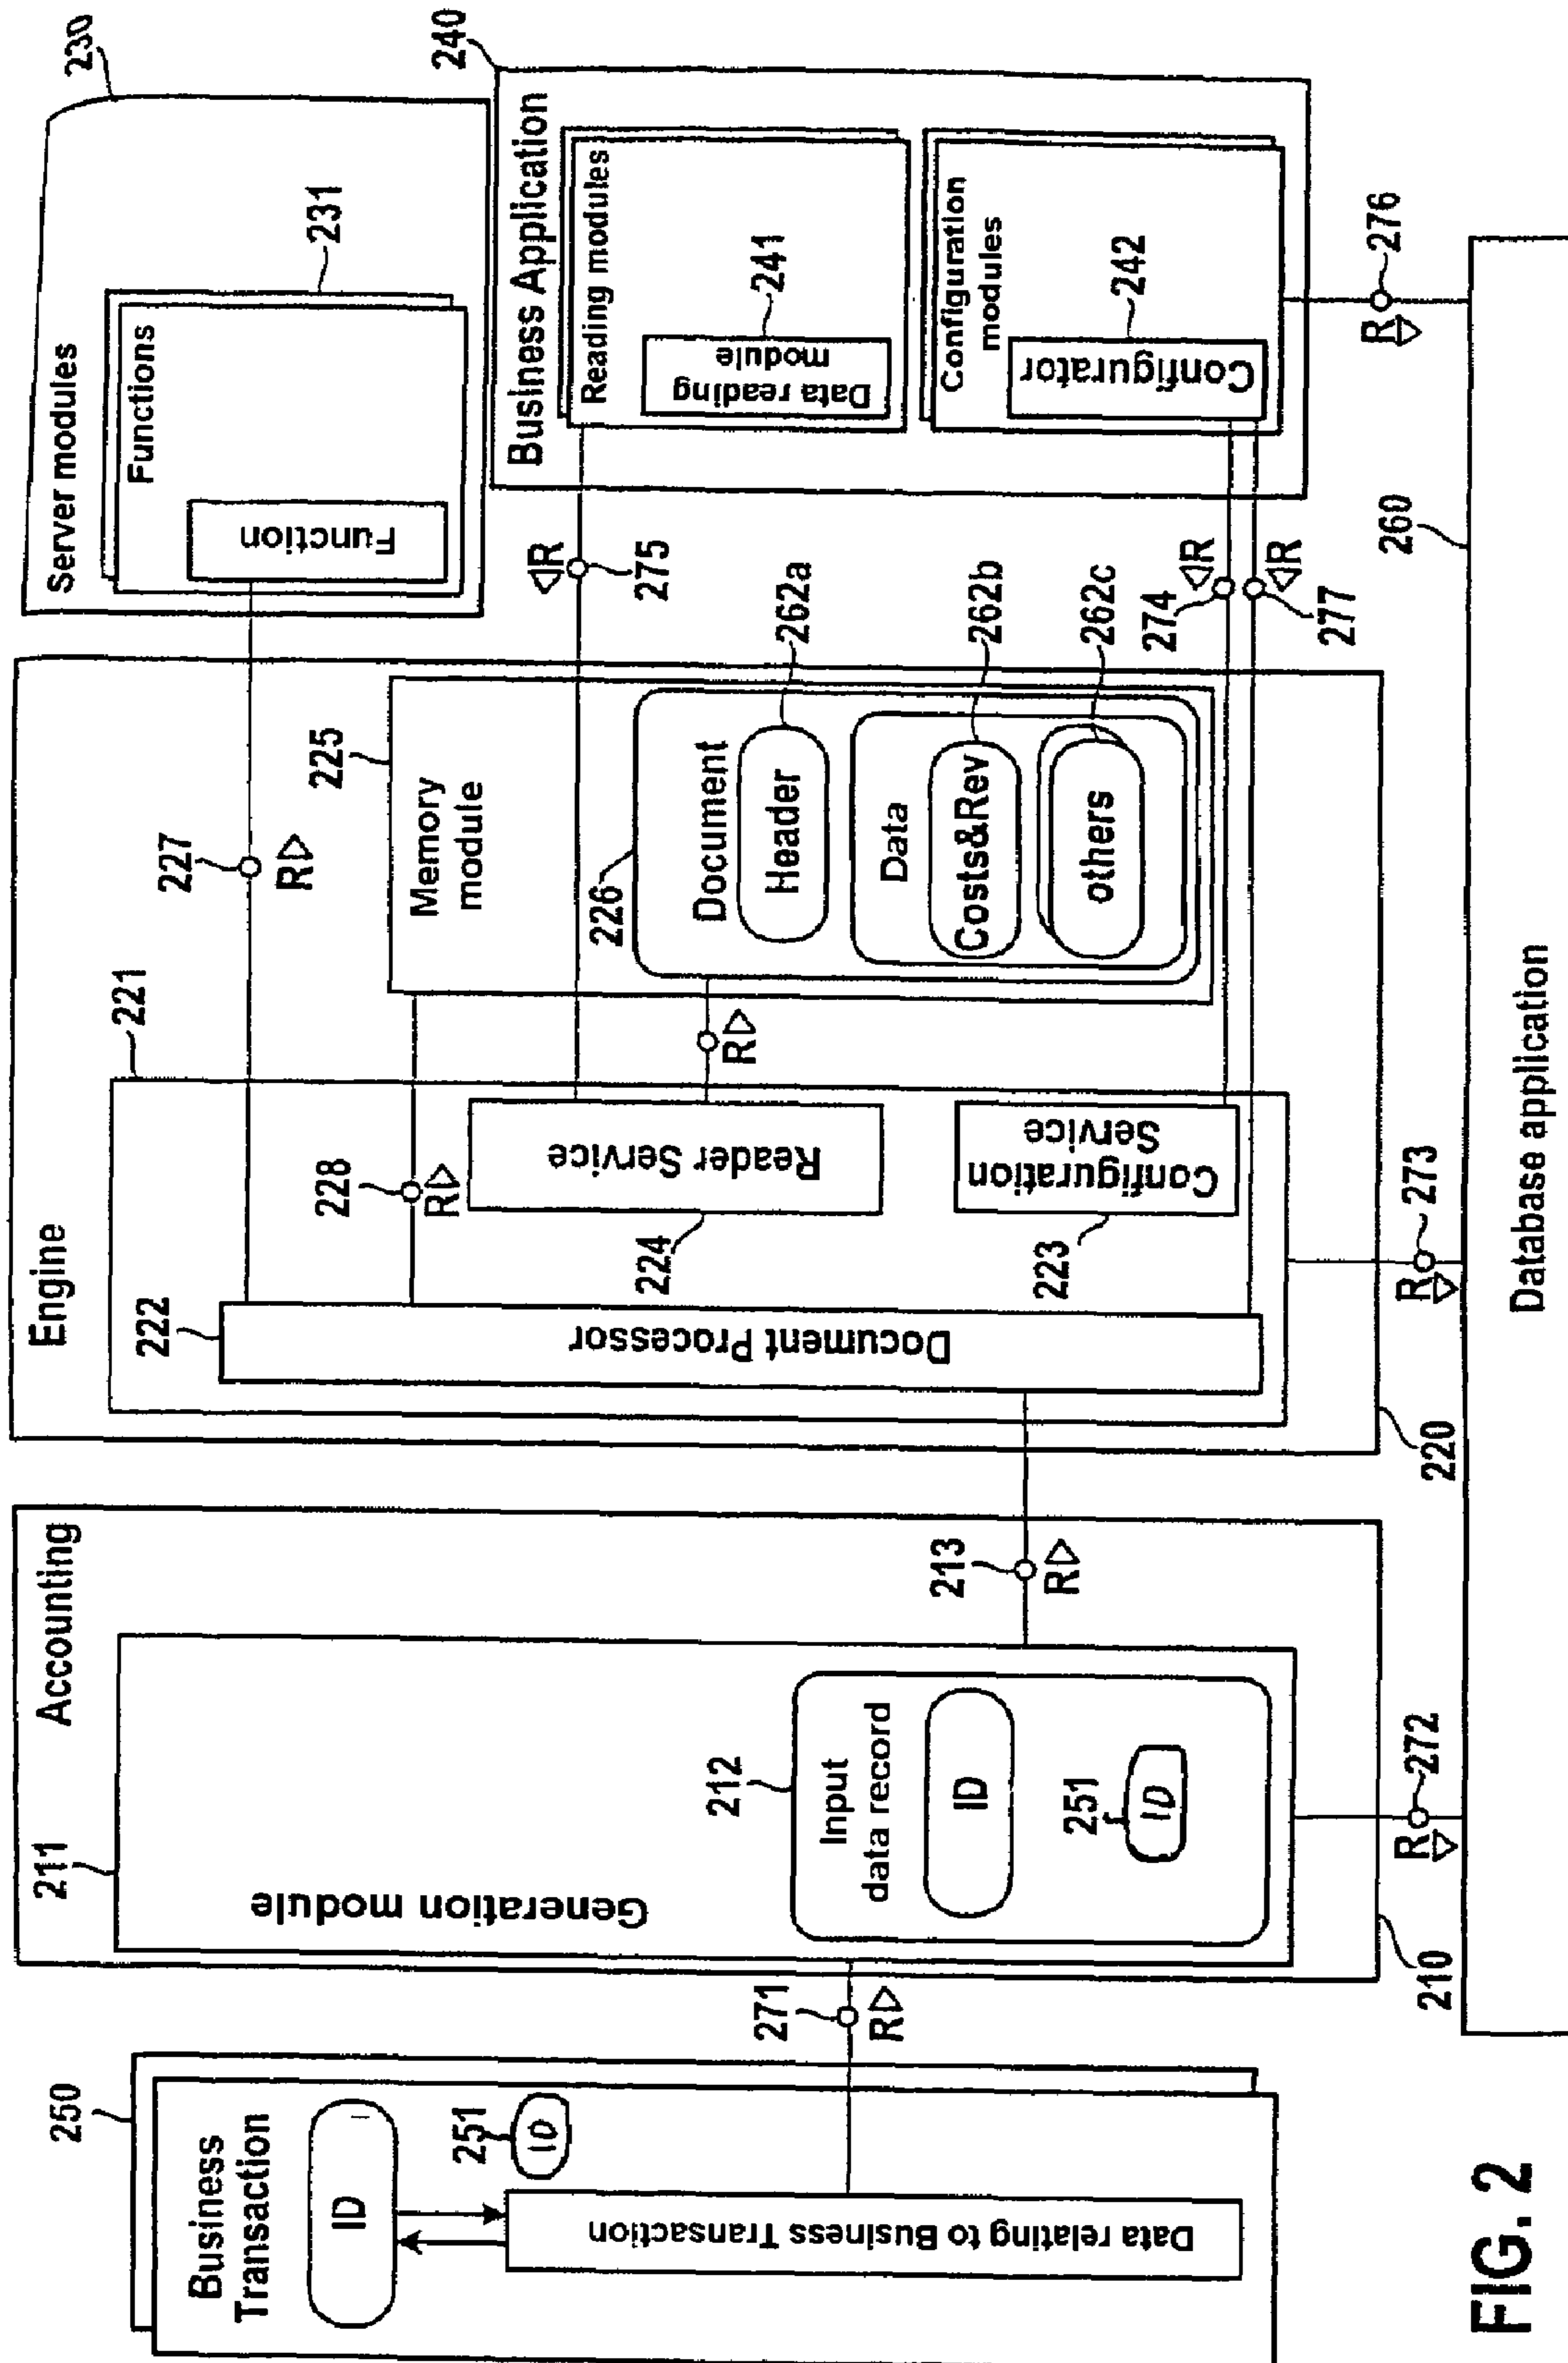 250
Business
Transaction
ID
251
ID
Data relating to Business Transaction
271
R
Accounting
211
Generation module
212
Input
data record
ID
251
ID
210
272
R
213
R
Engine
221
222
Document Processor
228
R
Reader Service
224
Configuration
Service
223
R
227
R
225
Memory
module
226
Document
Header
262a
Data
Costs&Rev
262b
others
262c
220
273
R
Server modules
230
Functions
231
Function
Business Application
240
Reading modules
Data reading
module
241
Configuration
modules
Configurator
242
275
R
274
R
277
R
276
R
260
Database application
FIG. 2